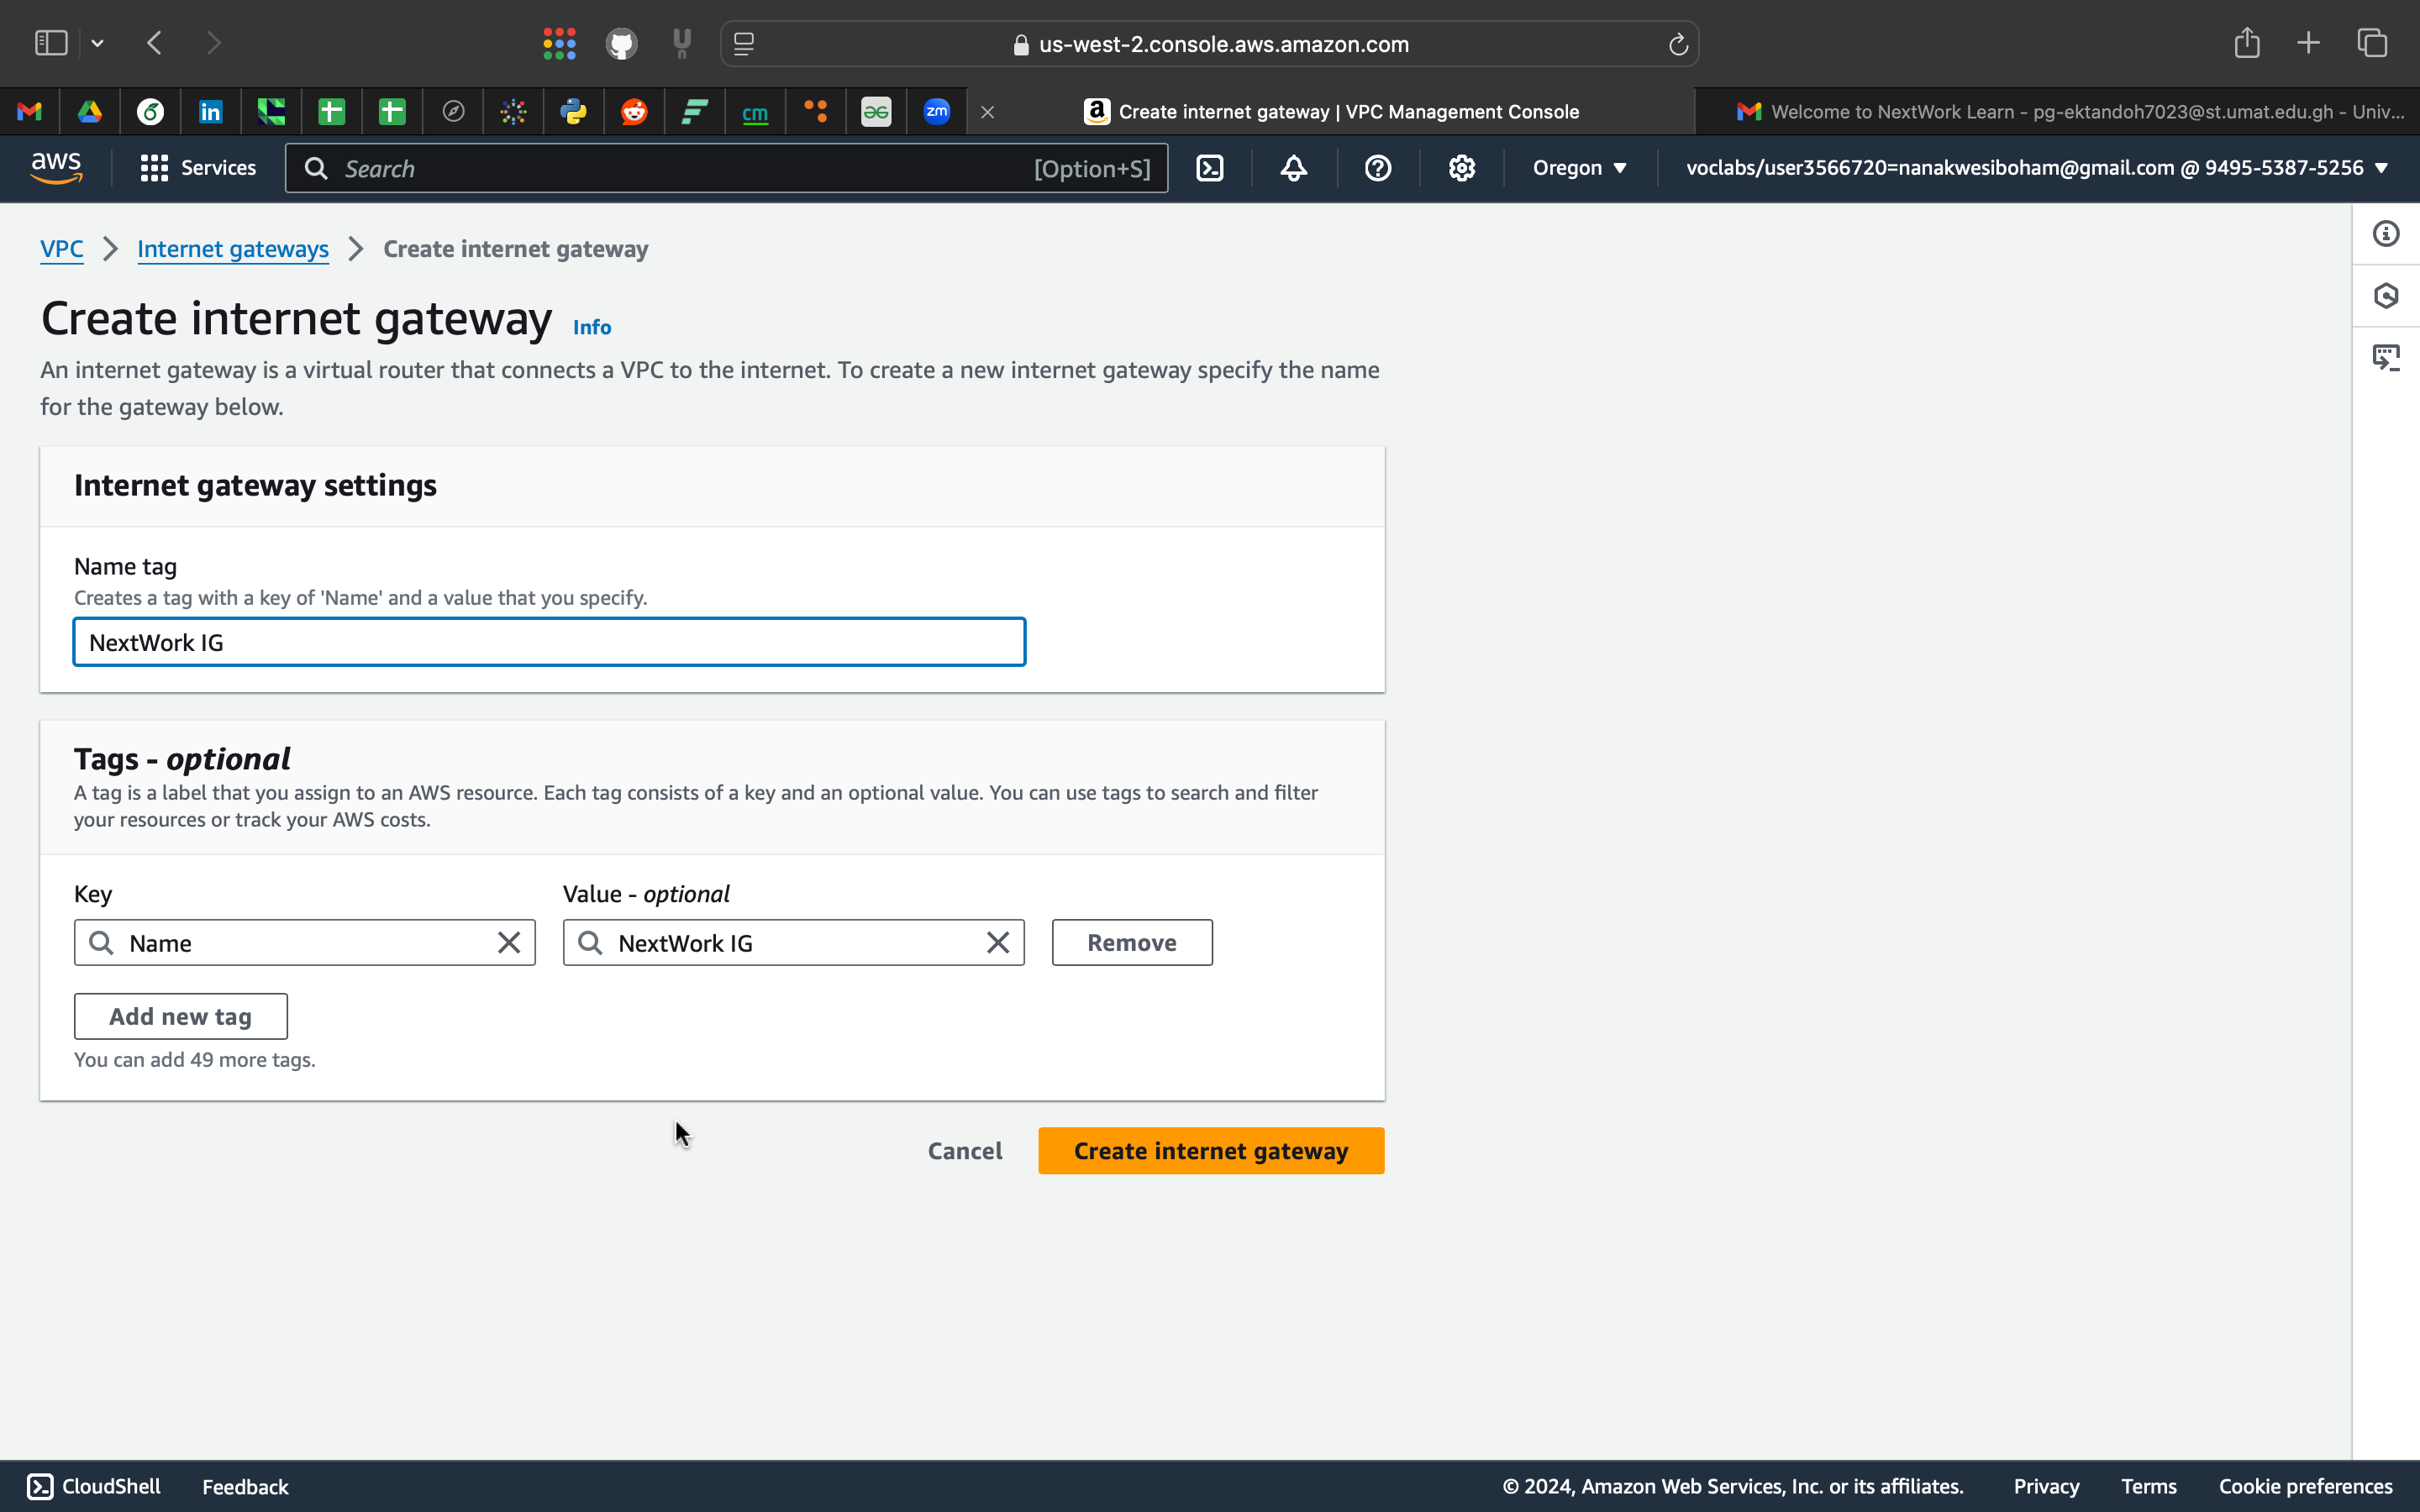 us-west-2.console.aws.amazon.com
in
cm
zm
a
Create internet gateway | VPC Management Console
Welcome to NextWork Learn - pg-ektandoh7023@st.umat.edu.gh - Univ...
aws
Services
Search
[Option+S]
Oregon
voclabs/user3566720=nanakwesiboham@gmail.com @ 9495-5387-5256
VPC
Internet gateways
Create internet gateway
Create internet gateway Info
An internet gateway is a virtual router that connects a VPC to the internet. To create a new internet gateway specify the name
for the gateway below.
Internet gateway settings
Name tag
Creates a tag with a key of 'Name' and a value that you specify.
NextWork IG
Tags - optional
A tag is a label that you assign to an AWS resource. Each tag consists of a key and an optional value. You can use tags to search and filter
your resources or track your AWS costs.
Key
Value - optional
Name
NextWork IG
Remove
Add new tag
You can add 49 more tags.
Cancel
Create internet gateway
CloudShell
Feedback
© 2024, Amazon Web Services, Inc. or its affiliates.
Privacy
Terms
Cookie preferences